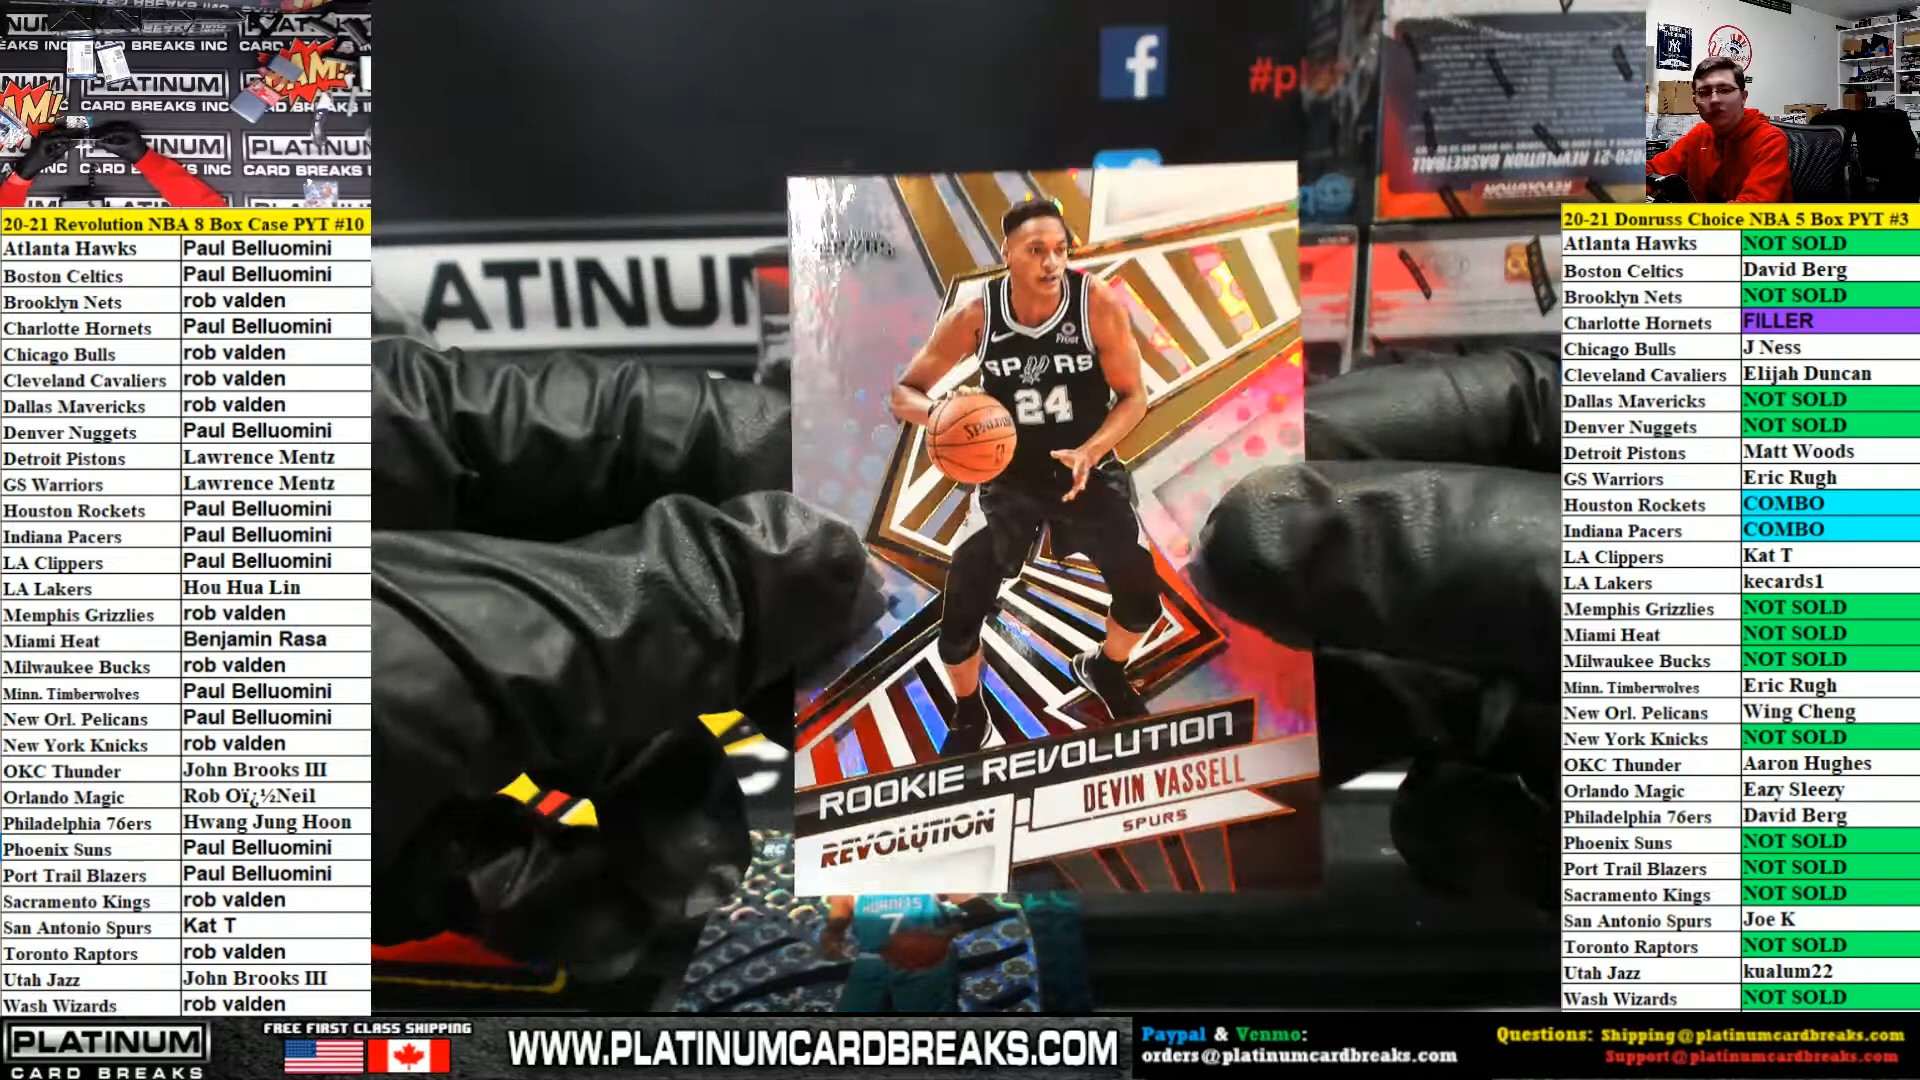 20-21 Revolution NBA 8 Box Case PYT #10
Atlanta Hawks Paul Belluomini
Boston Celtics Paul Belluomini
Brooklyn Nets rob valden
Charlotte Hornets Paul Belluomini
Chicago Bulls rob valden
Cleveland Cavaliers rob valden
Dallas Mavericks rob valden
Denver Nuggets Paul Belluomini
Detroit Pistons Lawrence Mentz
GS Warriors Lawrence Mentz
Houston Rockets Paul Belluomini
Indiana Pacers Paul Belluomini
LA Clippers Paul Belluomini
LA Lakers Hou Hua Lin
Memphis Grizzlies rob valden
Miami Heat Benjamin Rasa
Milwaukee Bucks rob valden
Minn. Timberwolves Paul Belluomini
New Orl. Pelicans Paul Belluomini
New York Knicks rob valden
OKC Thunder John Brooks III
Orlando Magic Rob Oï¿½Neil
Philadelphia 76ers Hwang Jung Hoon
Phoenix Suns Paul Belluomini
Port Trail Blazers Paul Belluomini
Sacramento Kings rob valden
San Antonio Spurs Kat T
Toronto Raptors rob valden
Utah Jazz John Brooks III
Wash Wizards rob valden
PLATINUM
CARD BREAKS INC
f
#pl
ATINU
2020-21 REVOLUTION BASKETBALL
REVOLUTION
SPURS
24
SPALDING
ROOKIE REVOLUTION
REVOLUTION
DEVIN VASSELL
SPURS
RC
HORNETS
7
20-21 Donruss Choice NBA 5 Box PYT #3
Atlanta Hawks NOT SOLD
Boston Celtics David Berg
Brooklyn Nets NOT SOLD
Charlotte Hornets FILLER
Chicago Bulls J Ness
Cleveland Cavaliers Elijah Duncan
Dallas Mavericks NOT SOLD
Denver Nuggets NOT SOLD
Detroit Pistons Matt Woods
GS Warriors Eric Rugh
Houston Rockets COMBO
Indiana Pacers COMBO
LA Clippers Kat T
LA Lakers kecards1
Memphis Grizzlies NOT SOLD
Miami Heat NOT SOLD
Milwaukee Bucks NOT SOLD
Minn. Timberwolves Eric Rugh
New Orl. Pelicans Wing Cheng
New York Knicks NOT SOLD
OKC Thunder Aaron Hughes
Orlando Magic Eazy Sleezy
Philadelphia 76ers David Berg
Phoenix Suns NOT SOLD
Port Trail Blazers NOT SOLD
Sacramento Kings NOT SOLD
San Antonio Spurs Joe K
Toronto Raptors NOT SOLD
Utah Jazz kualum22
Wash Wizards NOT SOLD
PLATINUM
CARD BREAKS
FREE FIRST CLASS SHIPPING
WWW.PLATINUMCARDBREAKS.COM
Paypal & Venmo:
orders@platinumcardbreaks.com
Questions: Shipping@platinumcardbreaks.com
Support@platinumcardbreaks.com